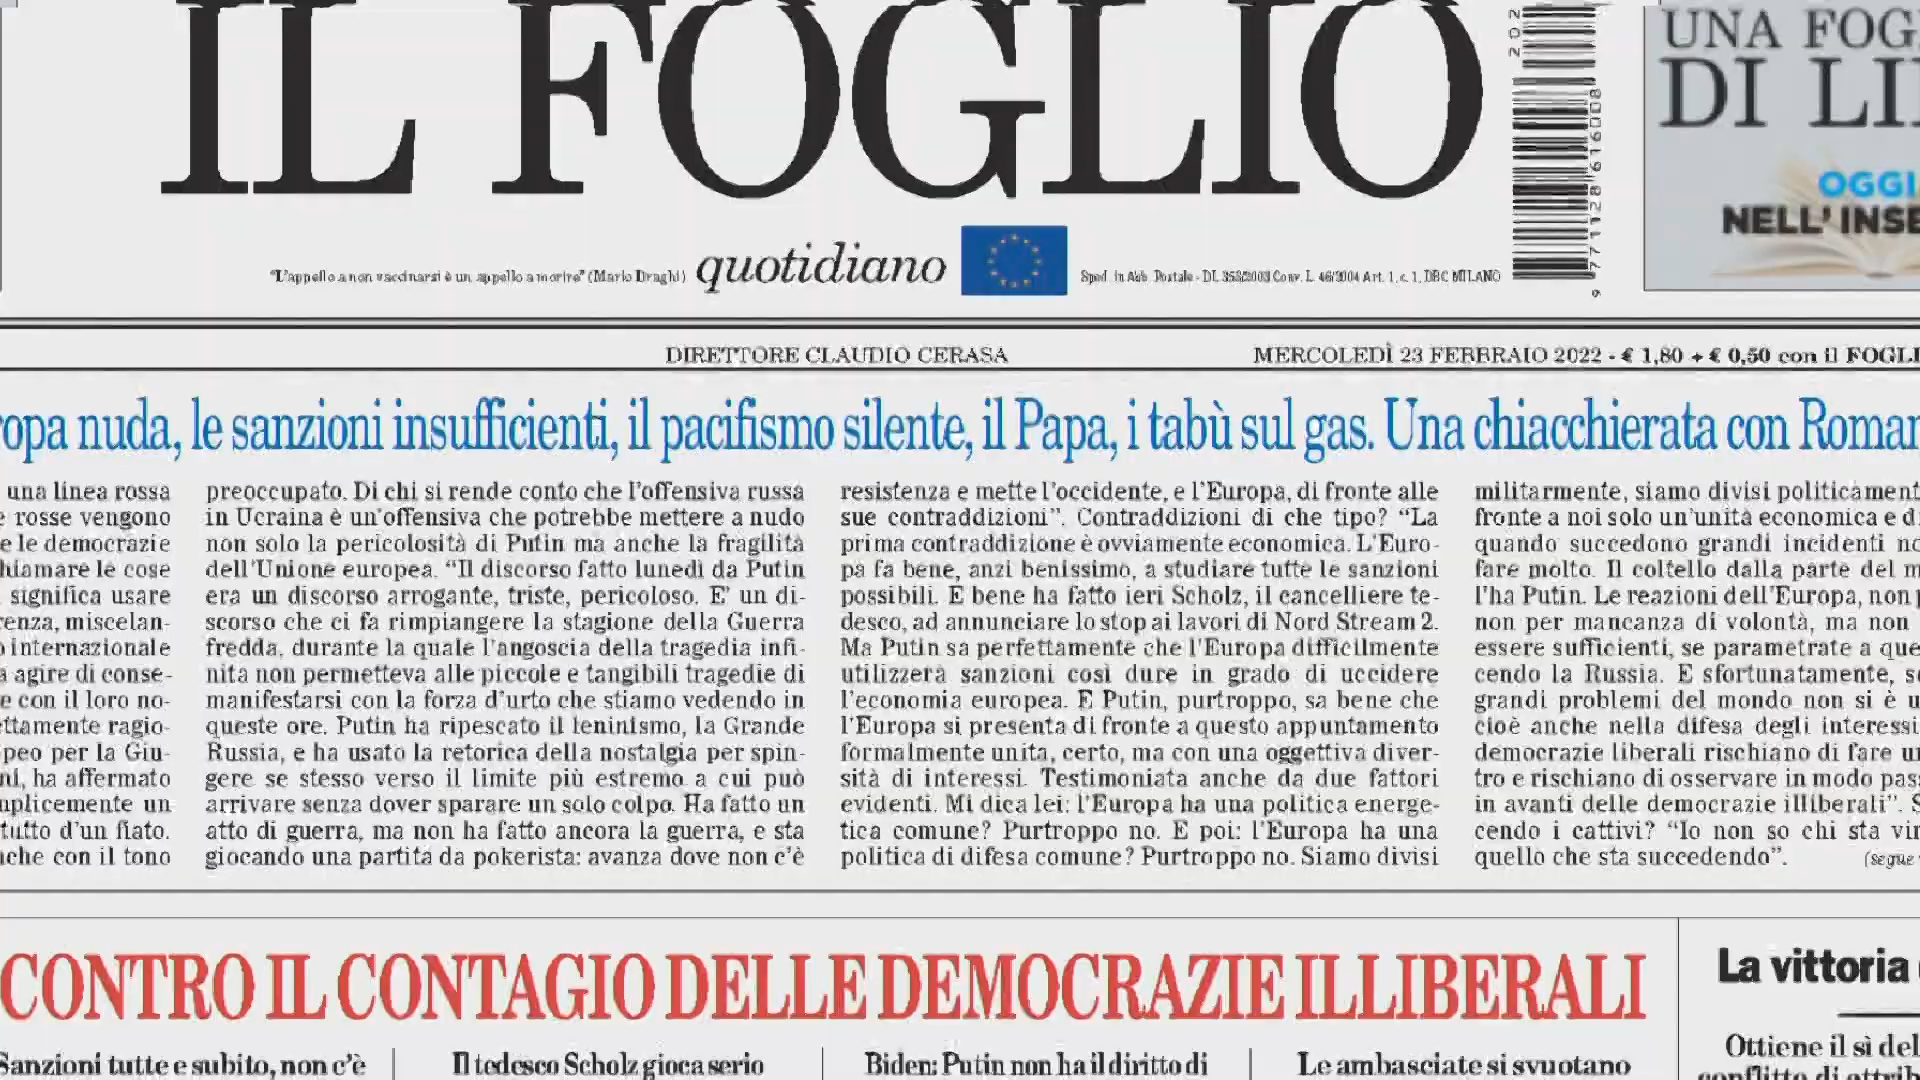 IL FOGLIO
UNA FOG
DI LI
OGGI
NELL' INSE
202
9 771128 616008
"L'appello a non vaccinarsi è un appello a morire" (Mario Draghi)
quotidiano
Sped. in Abb. Postale - DL 353/2003 Conv. L. 46/2004 Art. 1, c. 1, DBC MILANO
DIRETTORE CLAUDIO CERASA
MERCOLEDÌ 23 FEBBRAIO 2022 - € 1,80 + € 0,50 con il FOGLI
opa nuda, le sanzioni insufficienti, il pacifismo silente, il Papa, i tabù sul gas. Una chiacchierata con Roman
una linea rossa
e rosse vengono
e le democrazie
hiamare le cose
significa usare
renza, miscelan-
o internazionale
a agire di conse-
e con il loro no-
ttamente ragio-
peo per la Giu-
ni, ha affermato
mplicemente un
tutto d'un fiato.
nche con il tono
preoccupato. Di chi si rende conto che l'offensiva russa
in Ucraina è un'offensiva che potrebbe mettere a nudo
non solo la pericolosità di Putin ma anche la fragilità
dell'Unione europea. "Il discorso fatto lunedì da Putin
era un discorso arrogante, triste, pericoloso. E' un di-
scorso che ci fa rimpiangere la stagione della Guerra
fredda, durante la quale l'angoscia della tragedia infi-
nita non permetteva alle piccole e tangibili tragedie di
manifestarsi con la forza d'urto che stiamo vedendo in
queste ore. Putin ha ripescato il leninismo, la Grande
Russia, e ha usato la retorica della nostalgia per spin-
gere se stesso verso il limite più estremo a cui può
arrivare senza dover sparare un solo colpo. Ha fatto un
atto di guerra, ma non ha fatto ancora la guerra, e sta
giocando una partita da pokerista: avanza dove non c'è
resistenza e mette l'occidente, e l'Europa, di fronte alle
sue contraddizioni". Contraddizioni di che tipo? "La
prima contraddizione è ovviamente economica. L'Euro-
pa fa bene, anzi benissimo, a studiare tutte le sanzioni
possibili. E bene ha fatto ieri Scholz, il cancelliere te-
desco, ad annunciare lo stop ai lavori di Nord Stream 2.
Ma Putin sa perfettamente che l'Europa difficilmente
utilizzerà sanzioni così dure in grado di uccidere
l'economia europea. E Putin, purtroppo, sa bene che
l'Europa si presenta di fronte a questo appuntamento
formalmente unita, certo, ma con una oggettiva diver-
sità di interessi. Testimoniata anche da due fattori
evidenti. Mi dica lei: l'Europa ha una politica energe-
tica comune? Purtroppo no. E poi: l'Europa ha una
politica di difesa comune? Purtroppo no. Siamo divisi
militarmente, siamo divisi politicament
fronte a noi solo un'unità economica e di
quando succedono grandi incidenti no
fare molto. Il coltello dalla parte del m
l'ha Putin. Le reazioni dell'Europa, non p
non per mancanza di volontà, ma non
essere sufficienti, se parametrate a que
cendo la Russia. E sfortunatamente, se
grandi problemi del mondo non si è u
cioè anche nella difesa degli interessi
democrazie liberali rischiano di fare un
tro e rischiano di osservare in modo pass
in avanti delle democrazie illiberali". S
cendo i cattivi? "Io non so chi sta vin
quello che sta succedendo".
(segue
CONTRO IL CONTAGIO DELLE DEMOCRAZIE ILLIBERALI
La vittoria
Sanzioni tutte e subito, non c'è
Il tedesco Scholz gioca serio
Biden: Putin non ha il diritto di
Le ambasciate si svuotano
Ottiene il sì del
conflitto di attrib